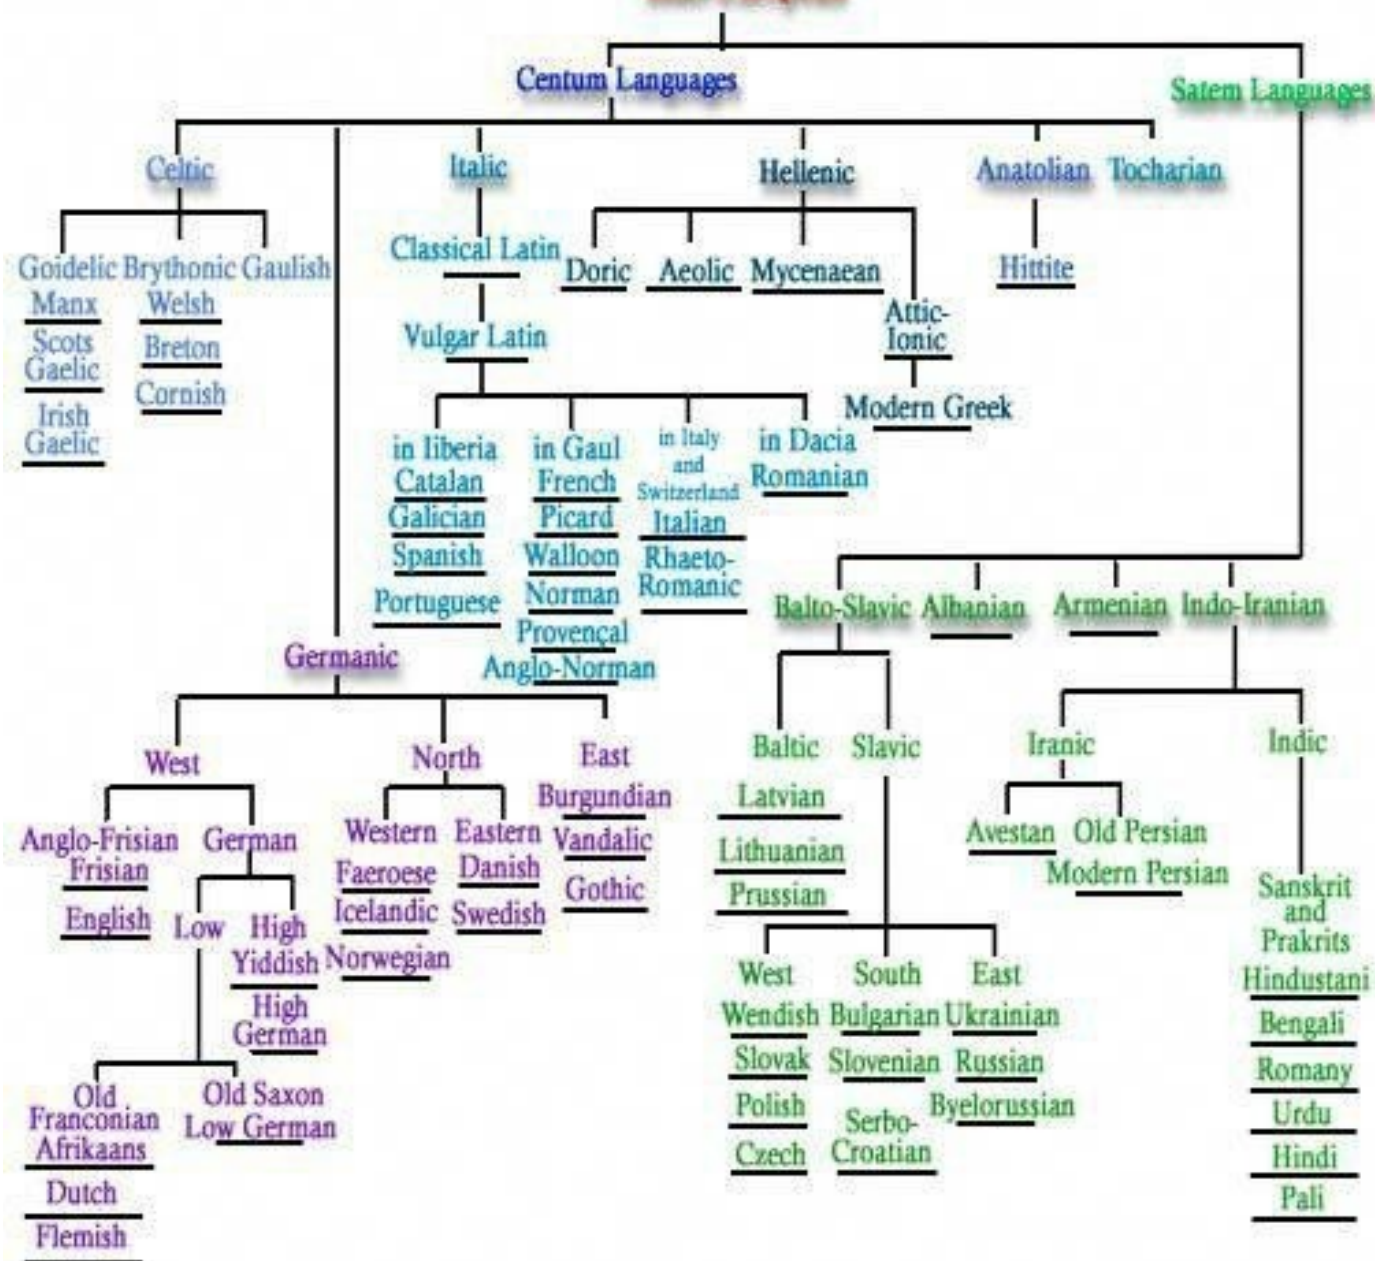 Centum Languages
Satem Languages
Celtic
Italic
Hellenic
Anatolian
Tocharian
Goidelic
Manx
Scots
Gaelic
Irish
Gaelic
Brythonic
Welsh
Breton
Cornish
Gaulish
Classical Latin
Vulgar Latin
in Iiberia
Catalan
Galician
Spanish
Portuguese
in Gaul
French
Picard
Walloon
Norman
Provençal
Anglo-Norman
in Italy
and
Switzerland
Italian
Rhaeto-
Romanic
in Dacia
Romanian
Doric
Aeolic
Mycenaean
Attic-
Ionic
Modern Greek
Hittite
Germanic
West
Anglo-Frisian
Frisian
English
German
Low
High
Yiddish
High
German
Old
Franconian
Afrikaans
Dutch
Flemish
Old Saxon
Low German
North
Western
Faeroese
Icelandic
Norwegian
Eastern
Danish
Swedish
East
Burgundian
Vandalic
Gothic
Balto-Slavic
Albanian
Armenian
Indo-Iranian
Baltic
Latvian
Lithuanian
Prussian
Slavic
West
Wendish
Slovak
Polish
Czech
South
Bulgarian
Slovenian
Serbo-
Croatian
East
Ukrainian
Russian
Byelorussian
Iranic
Avestan
Old Persian
Modern Persian
Indic
Sanskrit
and
Prakrits
Hindustani
Bengali
Romany
Urdu
Hindi
Pali